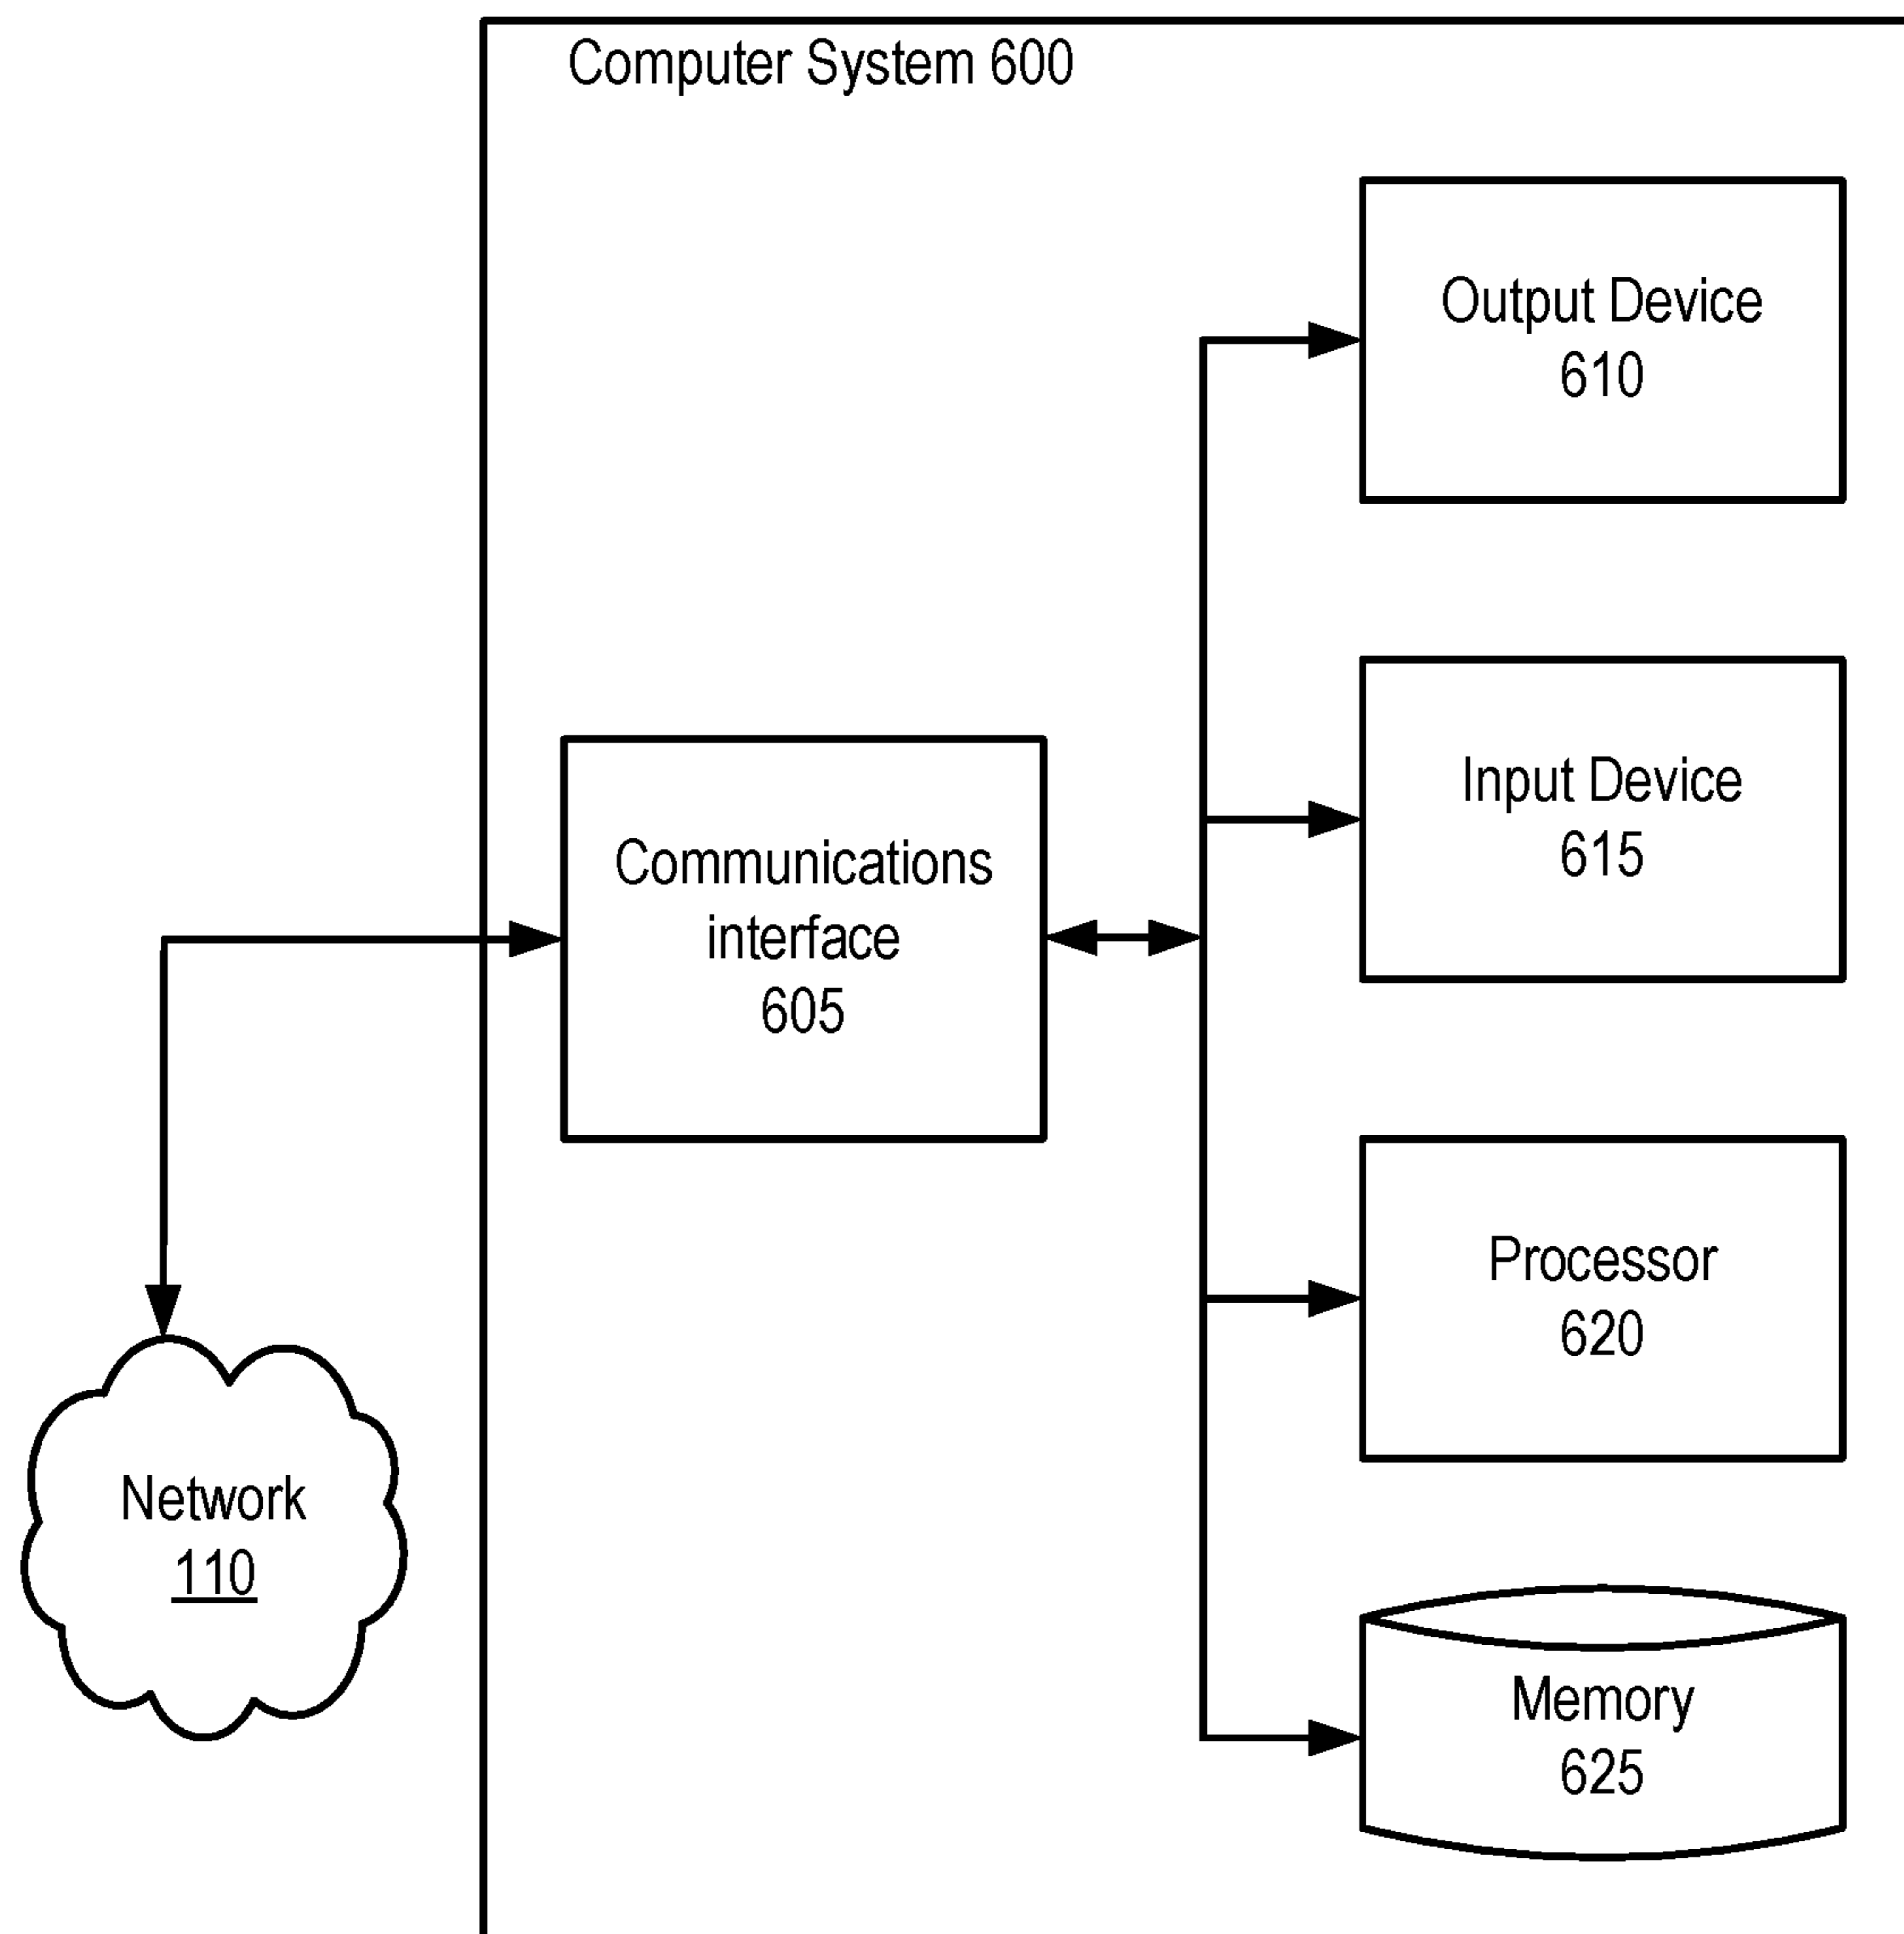 Computer System 600
Output Device
610
Input Device
615
Communications
interface
605
Processor
620
Network
110
Memory
625